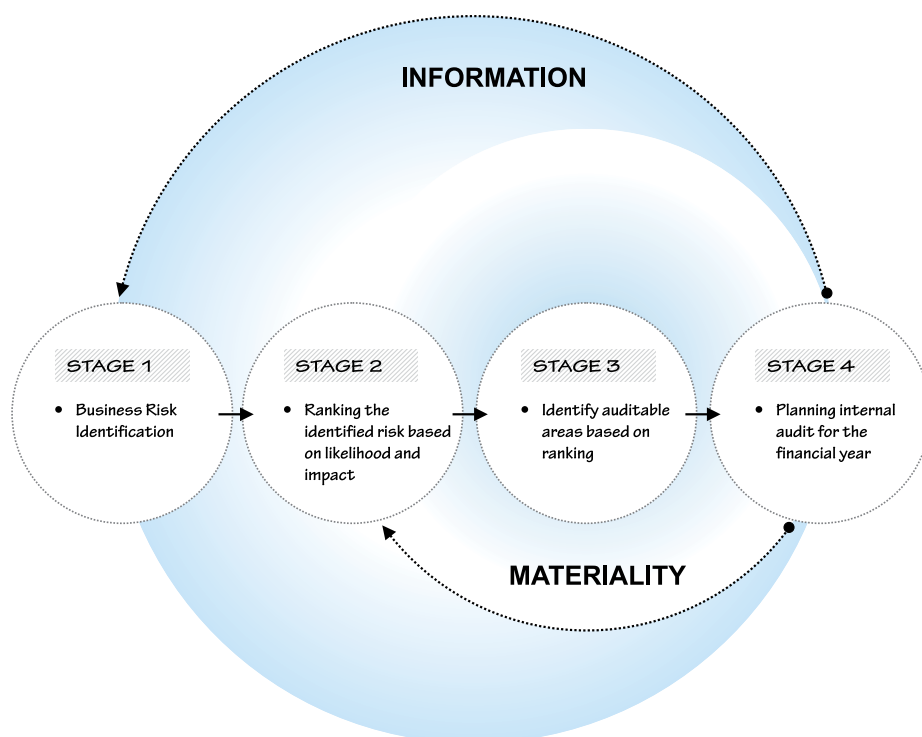 INFORMATION
STAGE 1
• Business Risk
Identification
STAGE 2
• Ranking the
identified risk based
on likelihood and
impact
STAGE 3
• Identify auditable
areas based on
ranking
STAGE 4
• Planning internal
audit for the
financial year
MATERIALITY